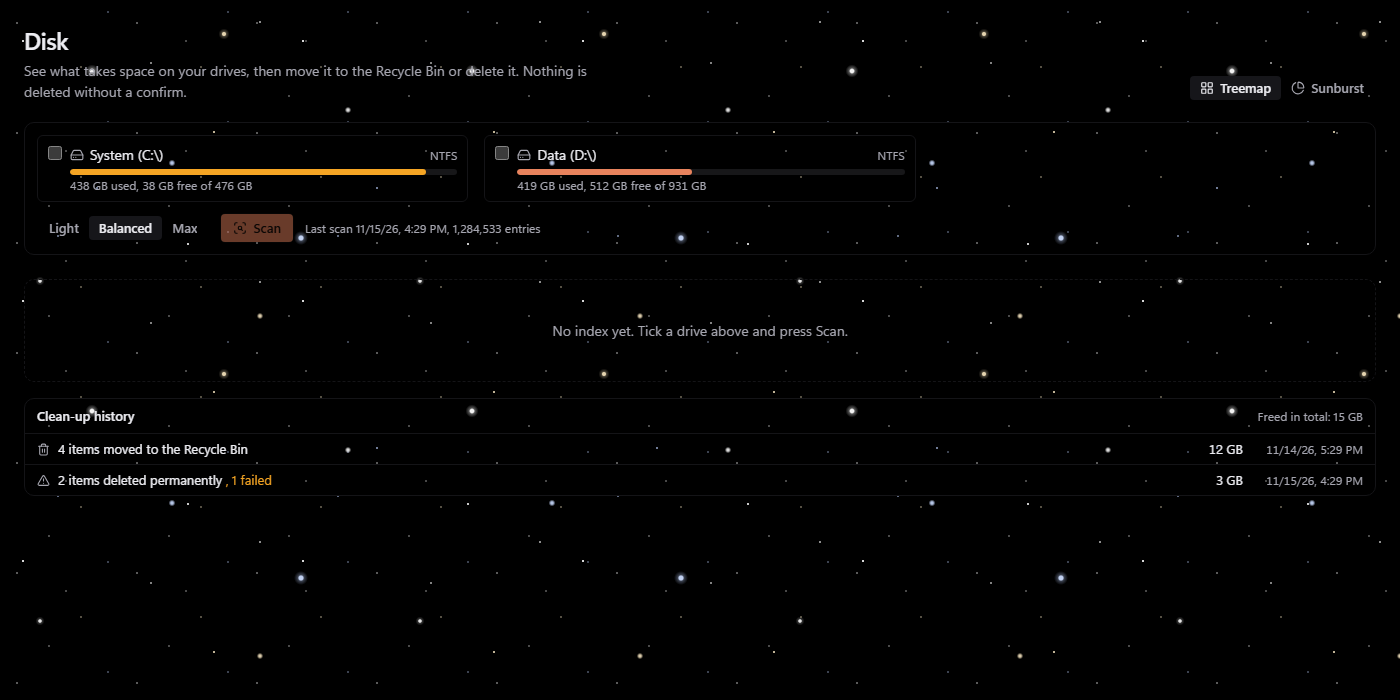 Disk
See what takes space on your drives, then move it to the Recycle Bin or delete it. Nothing is
deleted without a confirm.
Treemap
Sunburst
System (C:\)
NTFS
438 GB used, 38 GB free of 476 GB
Data (D:\)
NTFS
419 GB used, 512 GB free of 931 GB
Light
Balanced
Max
Scan
Last scan 11/15/26, 4:29 PM, 1,284,533 entries
No index yet. Tick a drive above and press Scan.
Clean-up history
Freed in total: 15 GB
4 items moved to the Recycle Bin
12 GB
11/14/26, 5:29 PM
2 items deleted permanently , 1 failed
3 GB
11/15/26, 4:29 PM